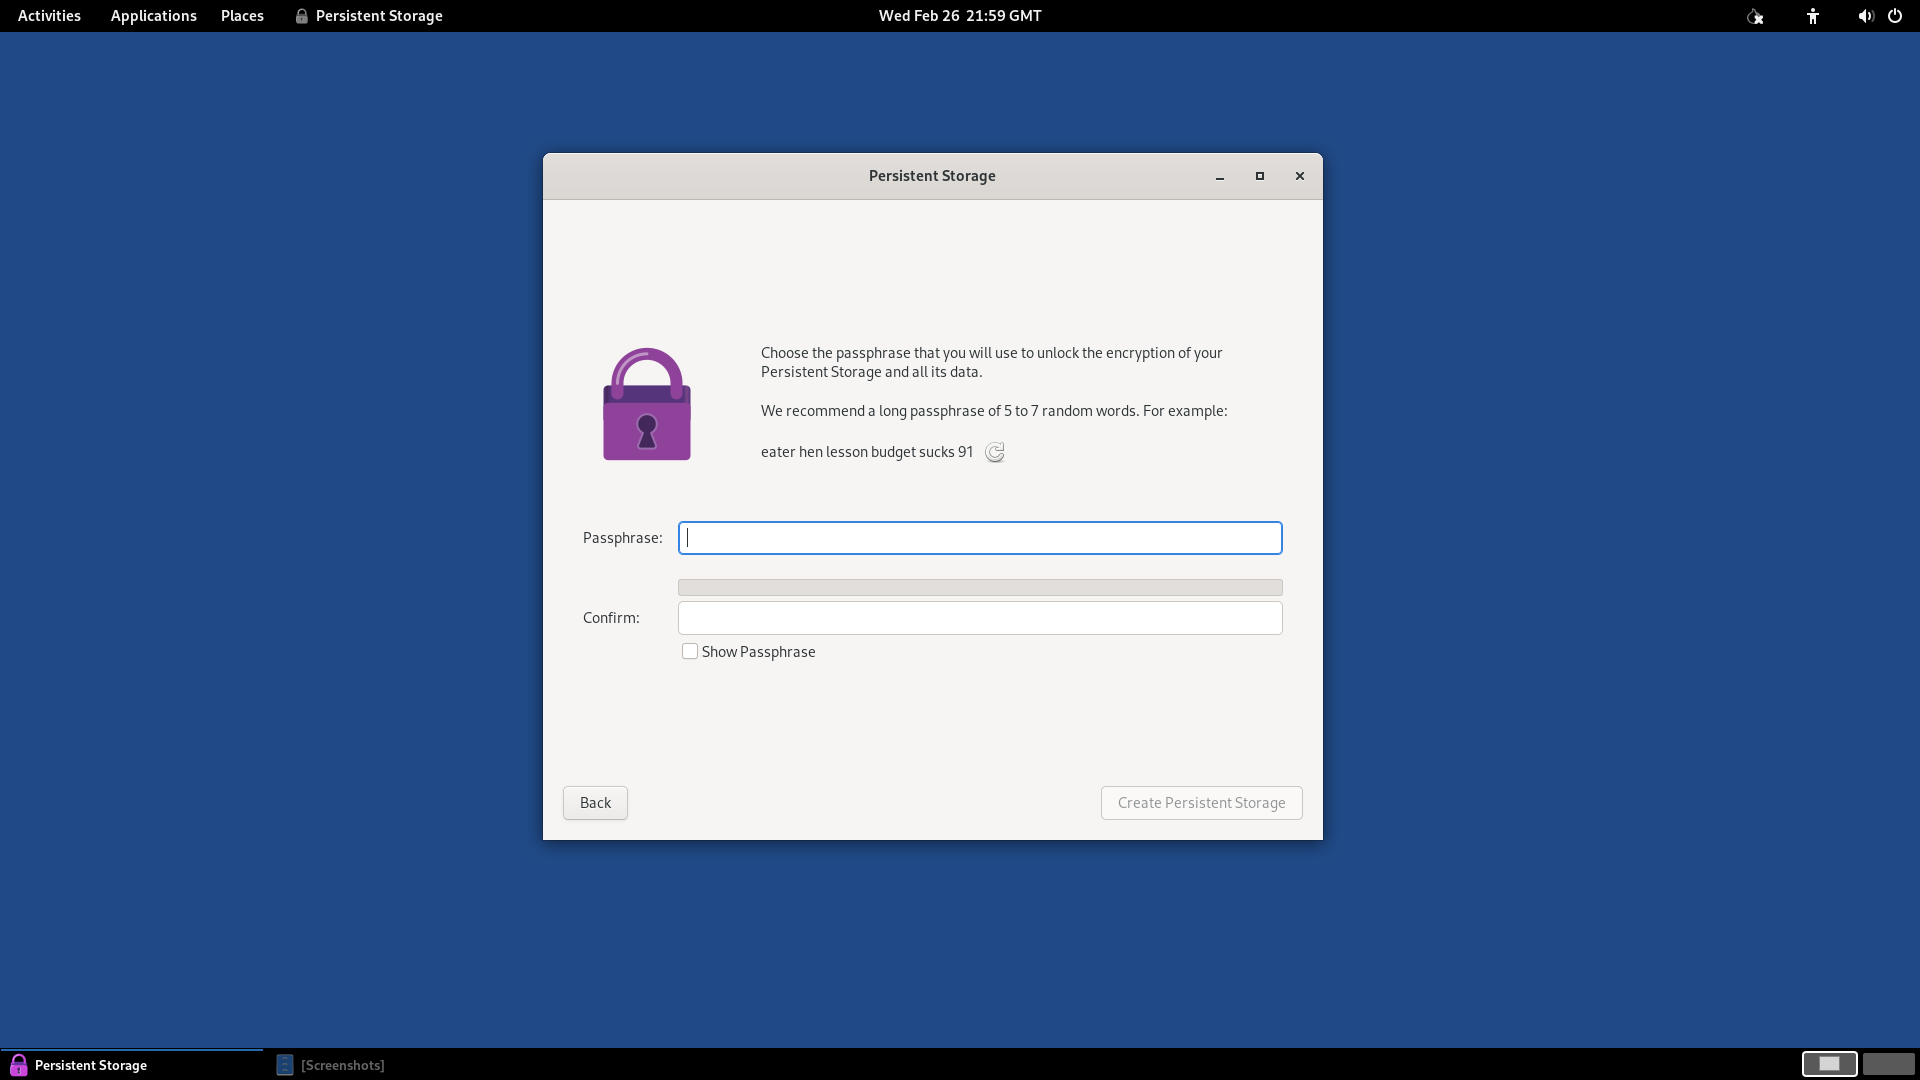 Activities Applications Places Persistent Storage Wed Feb 26 21:59 GMT
Persistent Storage
Choose the passphrase that you will use to unlock the encryption of your
Persistent Storage and all its data.
We recommend a long passphrase of 5 to 7 random words. For example:
eater hen lesson budget sucks 91
Passphrase:
Confirm:
Show Passphrase
Back Create Persistent Storage
Persistent Storage [Screenshots]